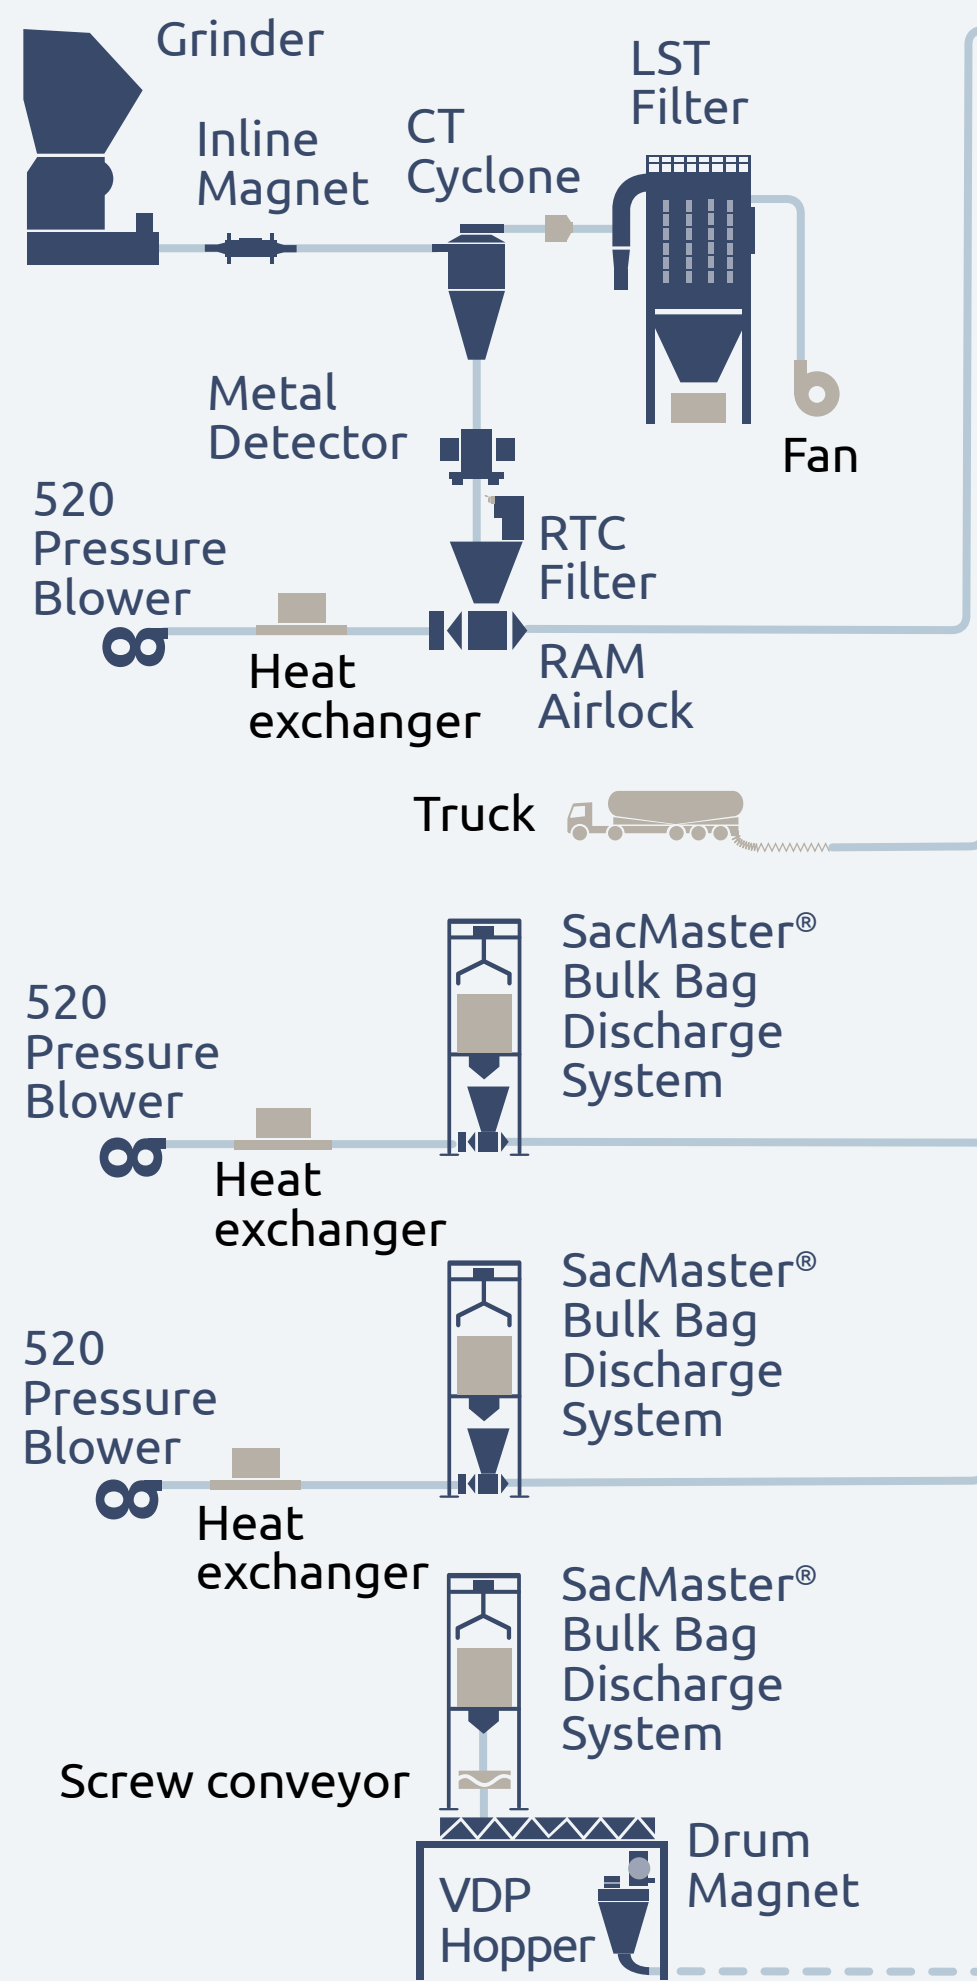 Grinder
LST
Filter
Inline
Magnet
CT
Cyclone
Metal
Detector
Fan
520
Pressure
Blower
RTC
Filter
Heat
exchanger
RAM
Airlock
Truck
SacMaster®
Bulk Bag
Discharge
System
520
Pressure
Blower
Heat
exchanger
SacMaster®
Bulk Bag
Discharge
System
520
Pressure
Blower
Heat
exchanger
SacMaster®
Bulk Bag
Discharge
System
Screw conveyor
Drum
Magnet
VDP
Hopper